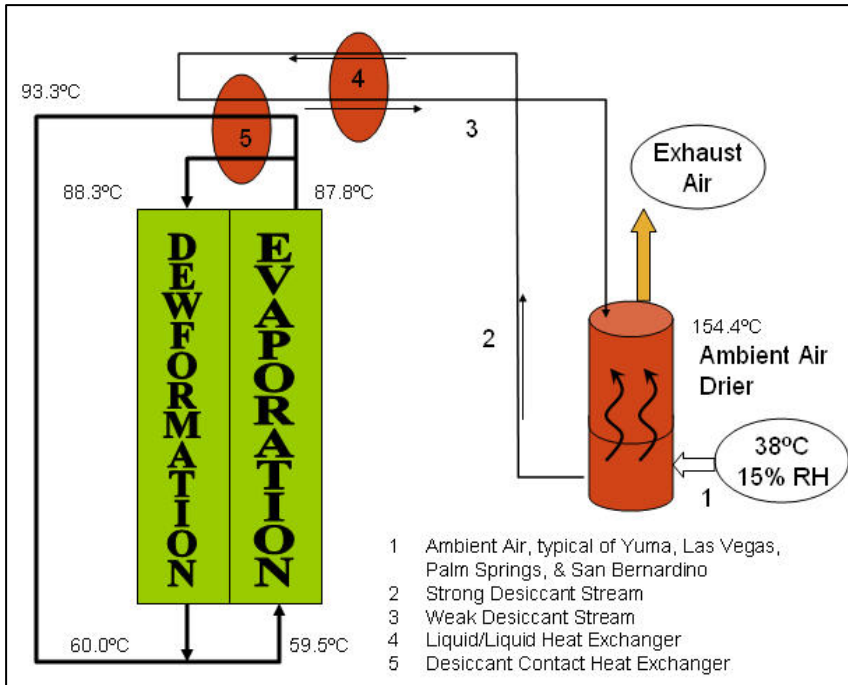 93.3ºC
4
5
3
Exhaust
Air
88.3ºC
87.8ºC
DEWFORMATION
EVAPORATION
2
154.4ºC
Ambient Air
Drier
38ºC
15% RH
1
60.0ºC
59.5ºC
1 Ambient Air, typical of Yuma, Las Vegas,
Palm Springs, & San Bernardino
2 Strong Desiccant Stream
3 Weak Desiccant Stream
4 Liquid/Liquid Heat Exchanger
5 Desiccant Contact Heat Exchanger